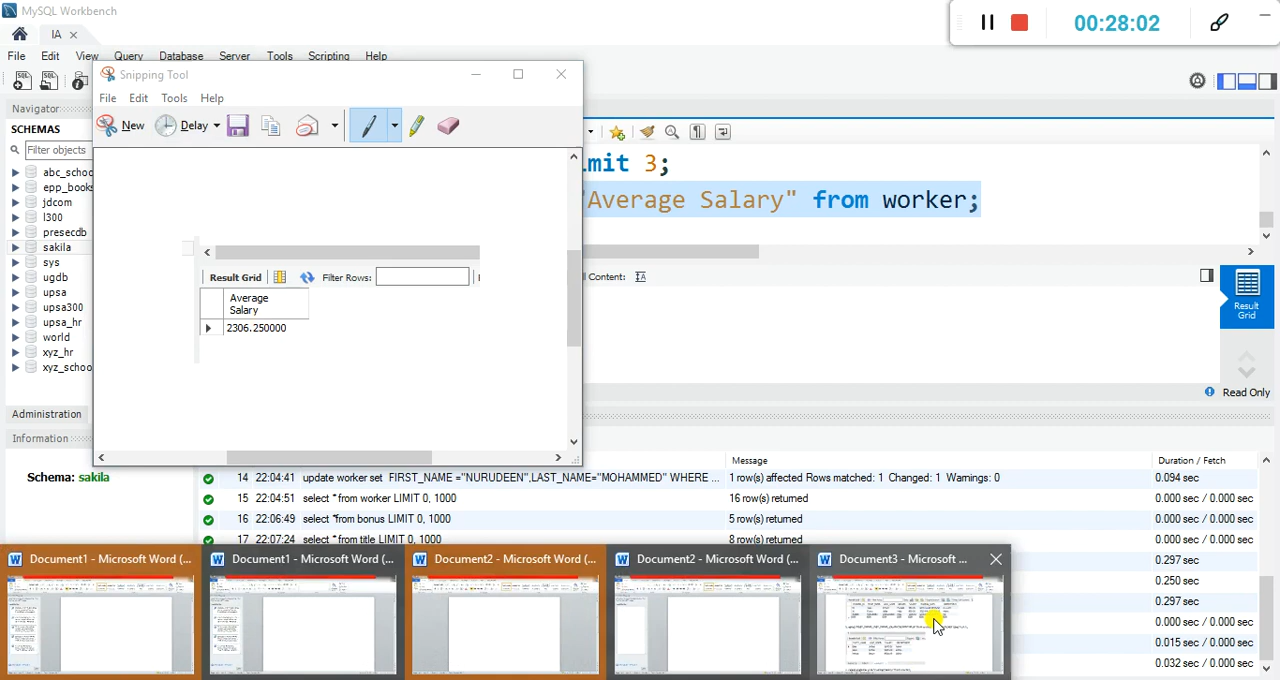 MySQL Workbench
IA
File Edit View Query Database Server Tools Scripting Help
00:28:02
Snipping Tool
File Edit Tools Help
New Delay
Navigator
SCHEMAS
Filter objects
abc_schoo
epp_books
jdcom
l300
presecdb
sakila
sys
ugdb
upsa
upsa300
upsa_hr
world
xyz_hr
xyz_schoo
Administration
Information
Schema: sakila
Result Grid Filter Rows:
Average
Salary
2306.250000
mit 3;
"Average Salary" from worker;
l Content:
Result
Grid
Read Only
Message Duration / Fetch
14 22:04:41 update worker set FIRST_NAME ="NURUDEEN",LAST_NAME="MOHAMMED" WHERE ... 1 row(s) affected Rows matched: 1 Changed: 1 Warnings: 0 0.094 sec
15 22:04:51 select * from worker LIMIT 0, 1000 16 row(s) returned 0.000 sec / 0.000 sec
16 22:06:49 select *from bonus LIMIT 0, 1000 5 row(s) returned 0.000 sec / 0.000 sec
17 22:07:24 select * from title LIMIT 0, 1000 8 row(s) returned 0.000 sec / 0.000 sec
0.297 sec
0.250 sec
0.297 sec
0.000 sec / 0.000 sec
0.015 sec / 0.000 sec
0.032 sec / 0.000 sec
Document1 - Microsoft Word (...
Document1 - Microsoft Word (...
Document2 - Microsoft Word (...
Document2 - Microsoft Word (...
Document3 - Microsoft ...